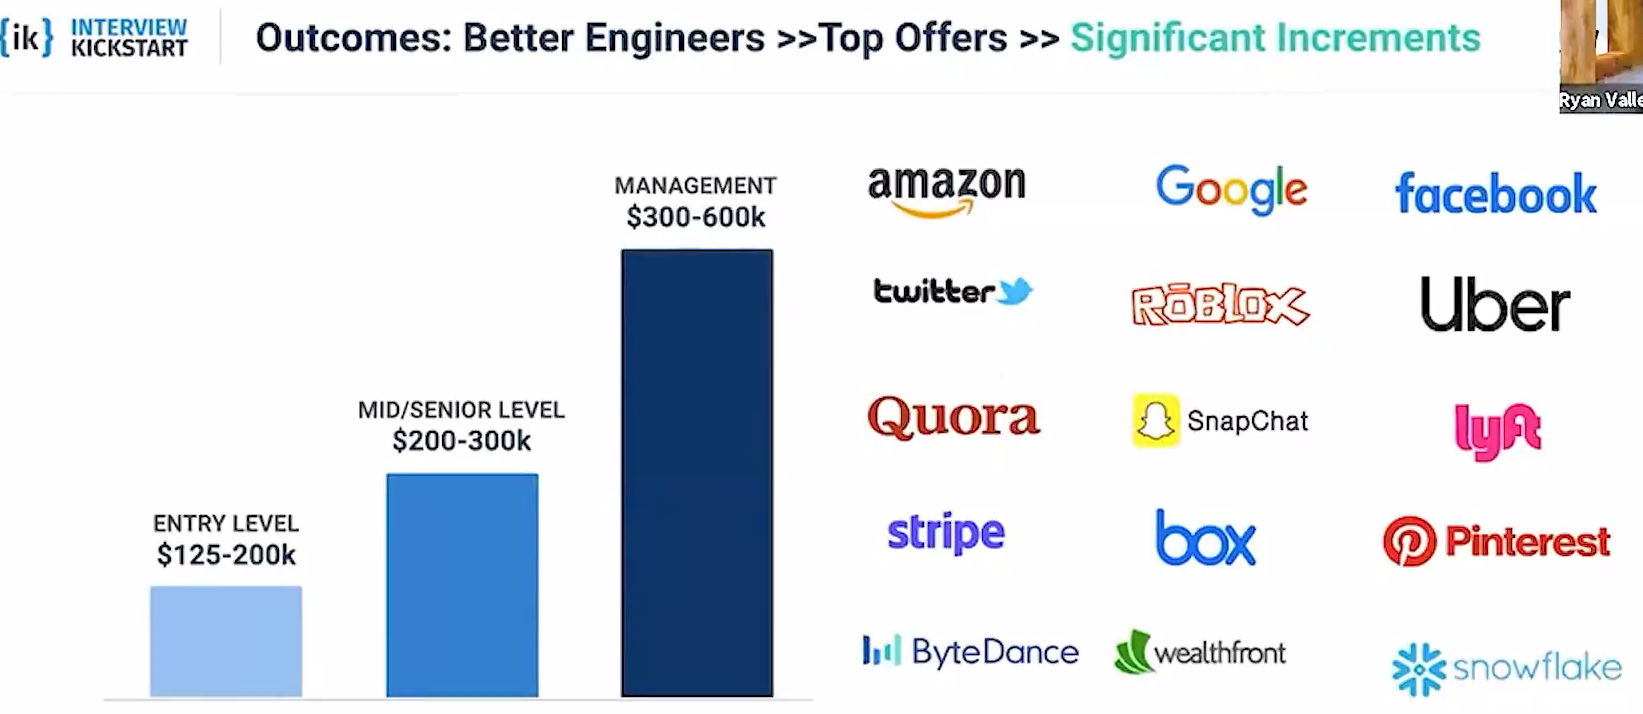 {ik} INTERVIEW
KICKSTART
Outcomes: Better Engineers >>Top Offers >> Significant Increments
Ryan Valle
MANAGEMENT
$300-600k
MID/SENIOR LEVEL
$200-300k
ENTRY LEVEL
$125-200k
amazon
Google
facebook
twitter
RŌBLOX
Uber
Quora
SnapChat
lyft
stripe
box
Pinterest
ByteDance
wealthfront
snowflake